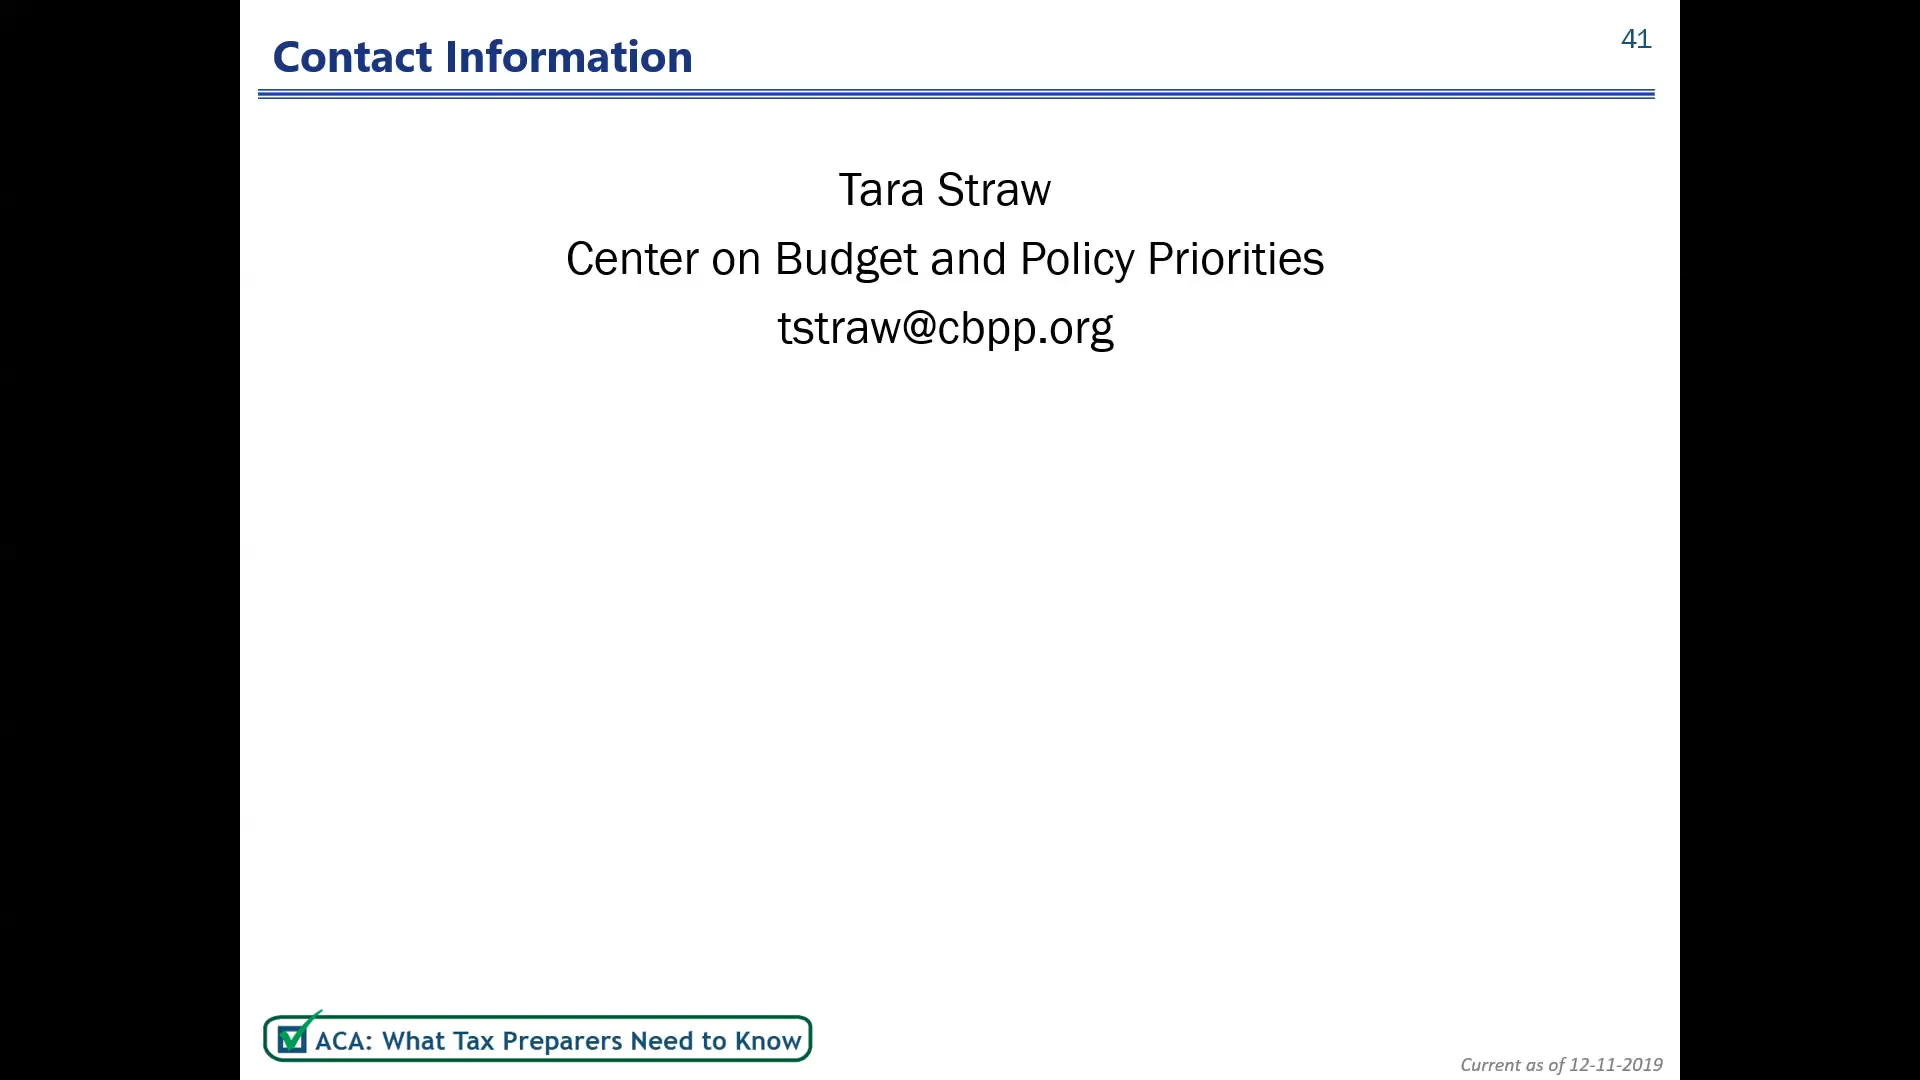 Contact Information
41
Tara Straw
Center on Budget and Policy Priorities
tstraw@cbpp.org
ACA: What Tax Preparers Need to Know
Current as of 12-11-2019